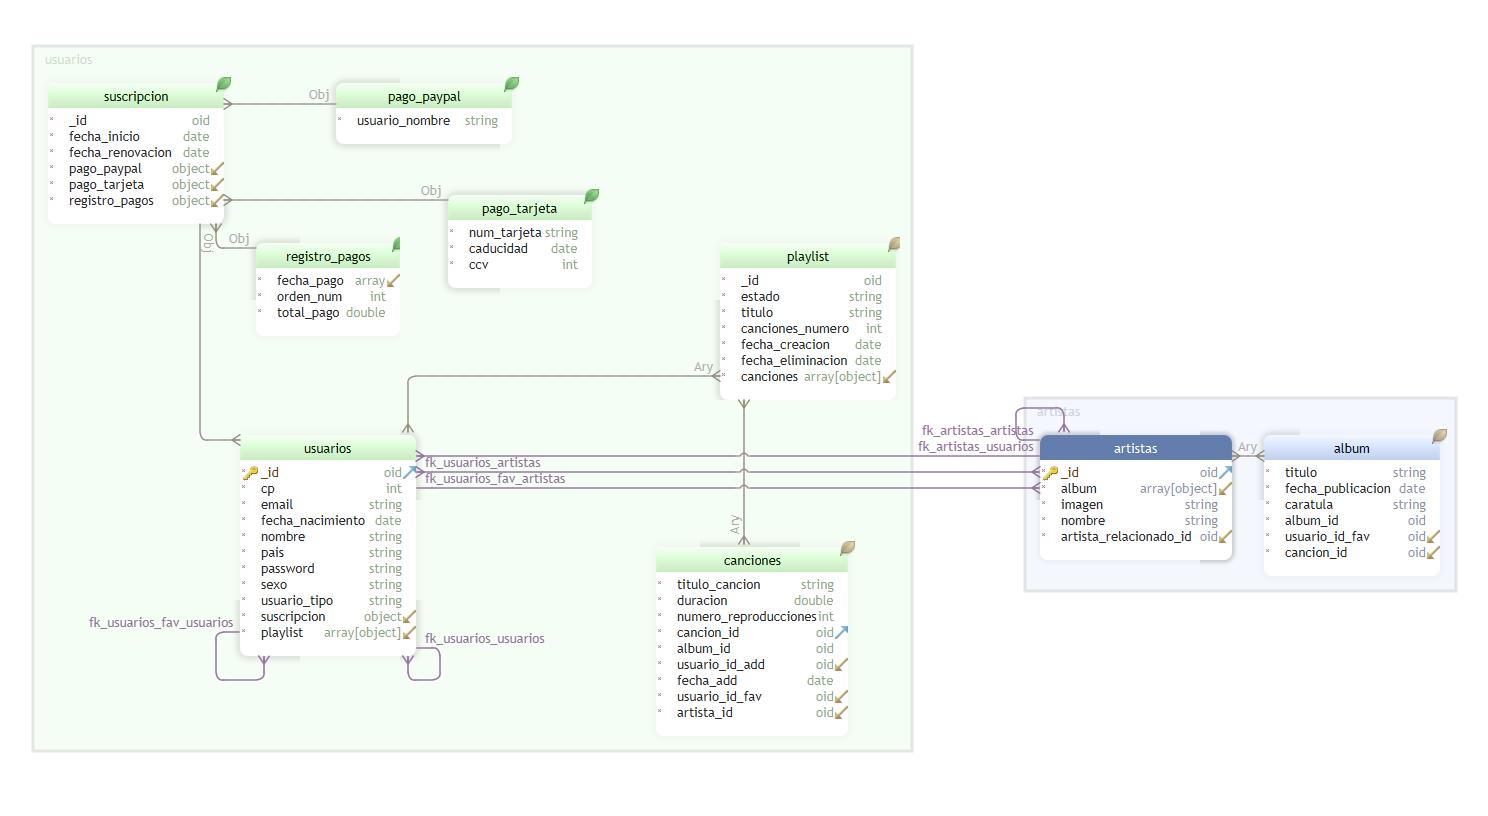 usuarios
suscripcion
_id oid
fecha_inicio date
fecha_renovacion date
pago_paypal object
pago_tarjeta object
registro_pagos object
Obj
pago_paypal
usuario_nombre string
Obj
pago_tarjeta
num_tarjeta string
caducidad date
ccv int
Obj
Obj
registro_pagos
fecha_pago array
orden_num int
total_pago double
playlist
_id oid
estado string
titulo string
canciones_numero int
fecha_creacion date
fecha_eliminacion date
canciones array[object]
Ary
usuarios
_id oid
cp int
email string
fecha_nacimiento date
nombre string
pais string
password string
sexo string
usuario_tipo string
suscripcion object
playlist array[object]
fk_usuarios_artistas
fk_usuarios_fav_artistas
fk_usuarios_fav_usuarios
fk_usuarios_usuarios
Ary
canciones
titulo_cancion string
duracion double
numero_reproducciones int
cancion_id oid
album_id oid
usuario_id_add oid
fecha_add date
usuario_id_fav oid
artista_id oid
artistas
fk_artistas_artistas
fk_artistas_usuarios
artistas
_id oid
album array[object]
imagen string
nombre string
artista_relacionado_id oid
Ary
album
titulo string
fecha_publicacion date
caratula string
album_id oid
usuario_id_fav oid
cancion_id oid